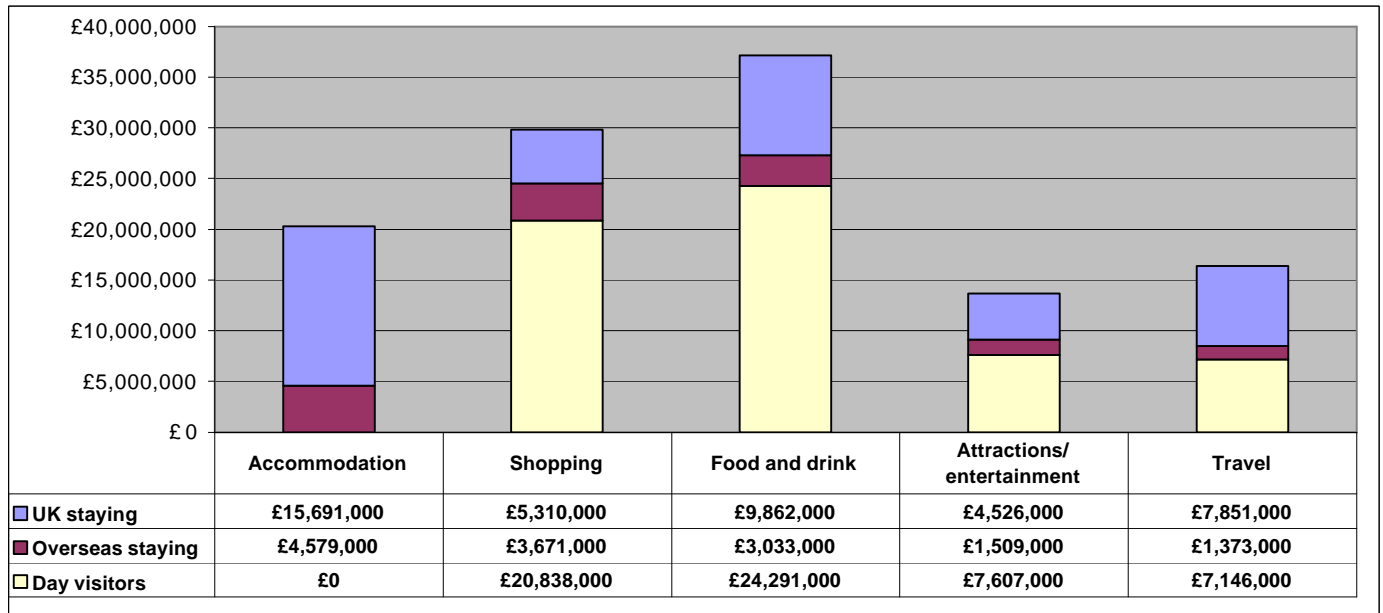 £40,000,000
£35,000,000
£30,000,000
£25,000,000
£20,000,000
£15,000,000
£10,000,000
£5,000,000
£0
Accommodation Shopping Food and drink Attractions/ entertainment Travel
UK staying £15,691,000 £5,310,000 £9,862,000 £4,526,000 £7,851,000
Overseas staying £4,579,000 £3,671,000 £3,033,000 £1,509,000 £1,373,000
Day visitors £0 £20,838,000 £24,291,000 £7,607,000 £7,146,000